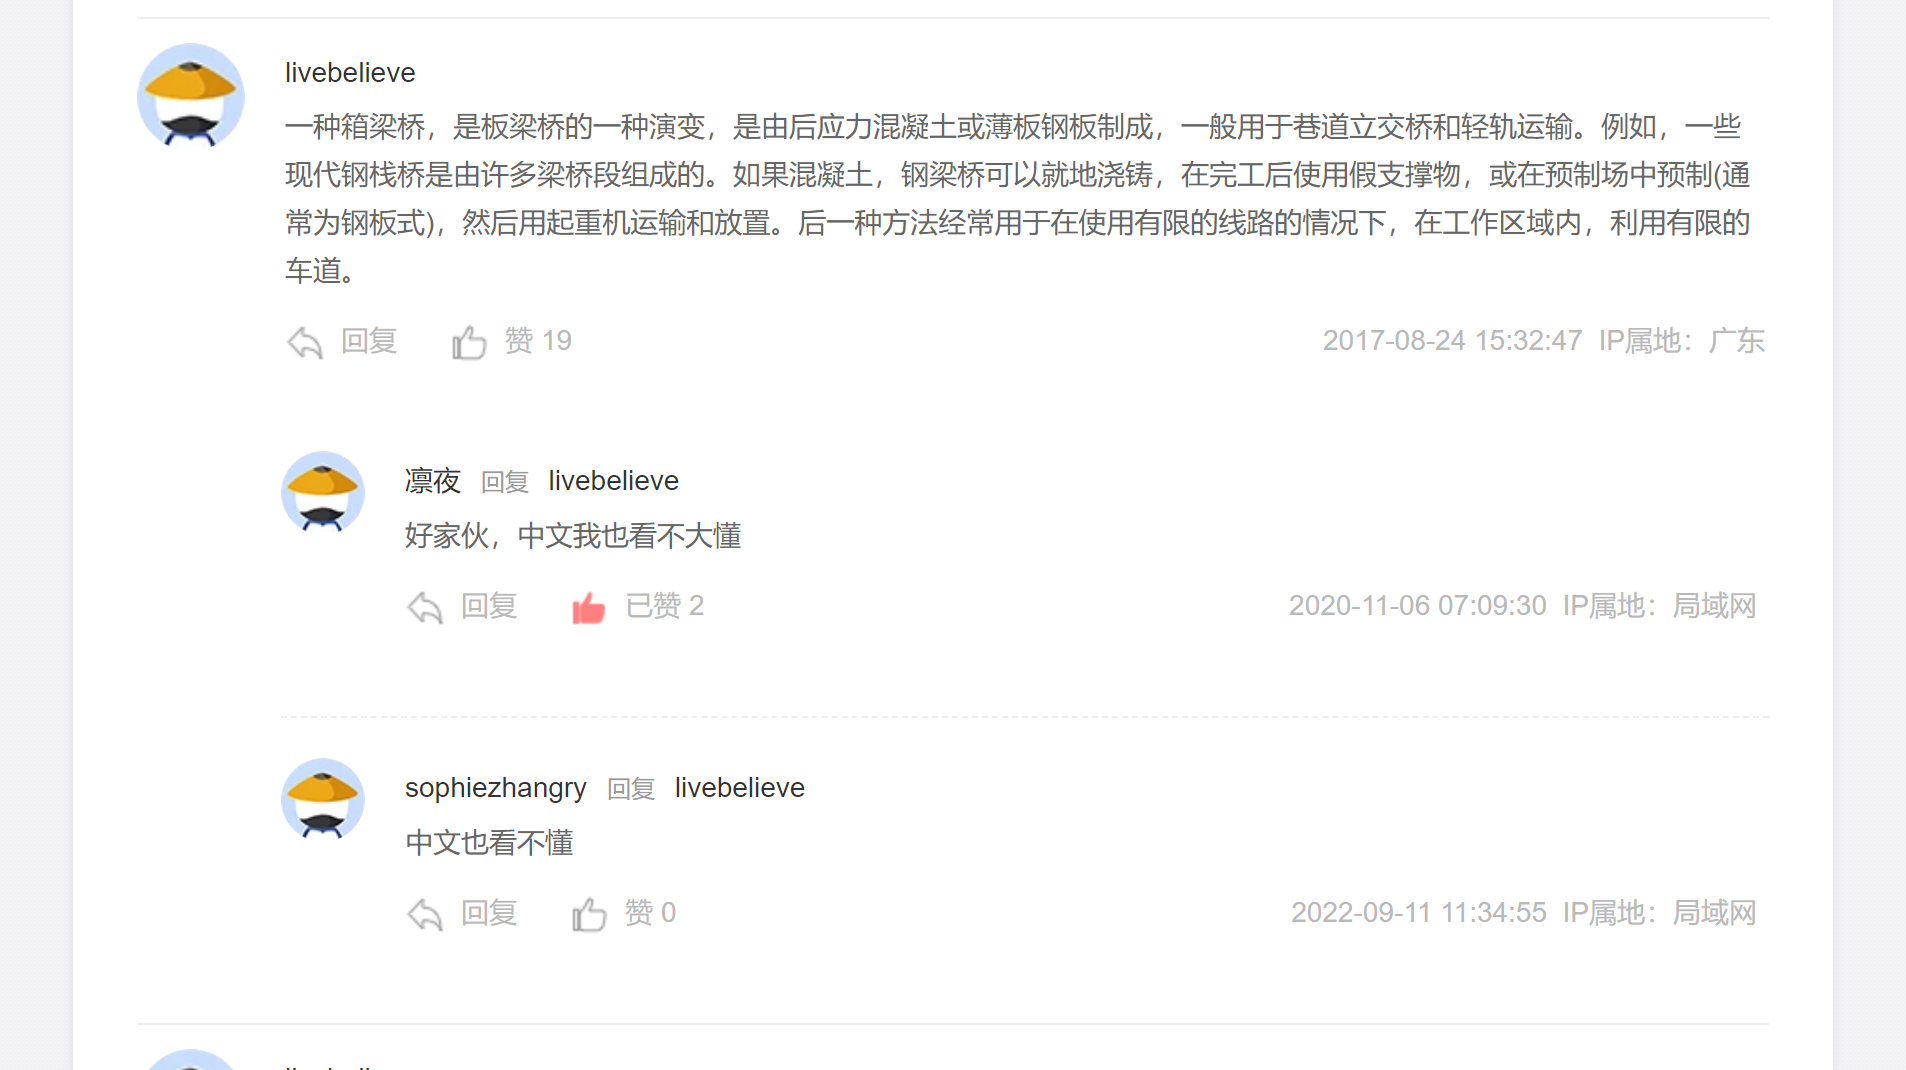 livebelieve
一种箱梁桥，是板梁桥的一种演变，是由后应力混凝土或薄板钢板制成，一般用于巷道立交桥和轻轨运输。例如，一些
现代钢栈桥是由许多梁桥段组成的。如果混凝土，钢梁桥可以就地浇铸，在完工后使用假支撑物，或在预制场中预制(通
常为钢板式)，然后用起重机运输和放置。后一种方法经常用于在使用有限的线路的情况下，在工作区域内，利用有限的
车道。
回复 赞 19 2017-08-24 15:32:47 IP属地：广东
凛夜 回复 livebelieve
好家伙，中文我也看不大懂
回复 已赞 2 2020-11-06 07:09:30 IP属地：局域网
sophiezhangry 回复 livebelieve
中文也看不懂
回复 赞 0 2022-09-11 11:34:55 IP属地：局域网